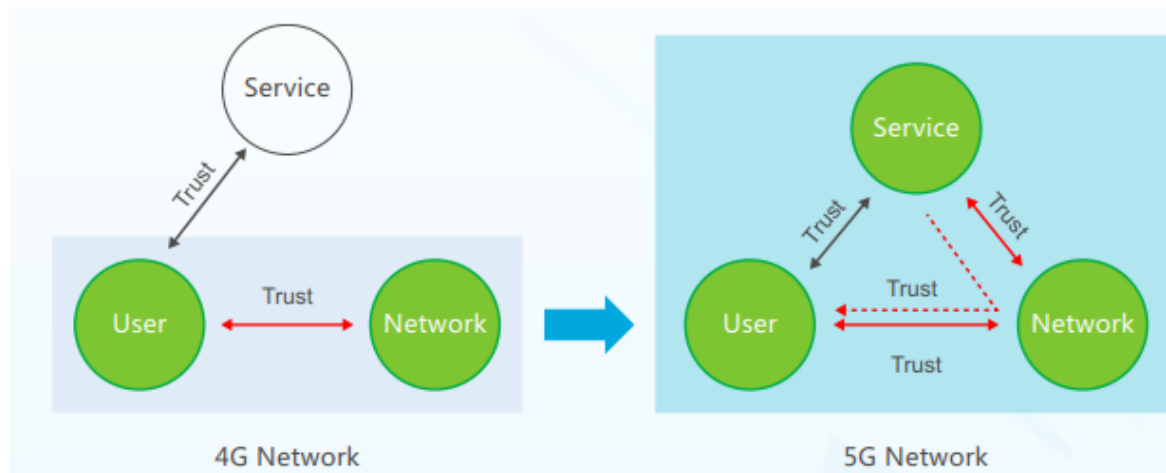 Service
Trust
User
Trust
Network
4G Network
Service
Trust
Trust
User
Trust
Network
Trust
5G Network